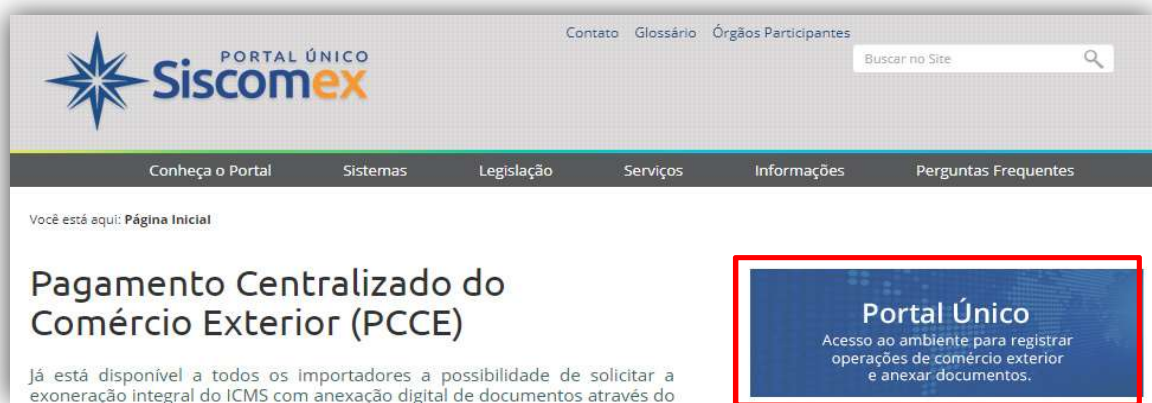 Contato Glossário Órgãos Participantes
PORTAL ÚNICO
Siscomex
Buscar no Site
Conheça o Portal Sistemas Legislação Serviços Informações Perguntas Frequentes
Você está aqui: Página Inicial
Pagamento Centralizado do
Comércio Exterior (PCCE)
Já está disponível a todos os importadores a possibilidade de solicitar a
exoneração integral do ICMS com anexação digital de documentos através do
Portal Único
Acesso ao ambiente para registrar
operações de comércio exterior
e anexar documentos.